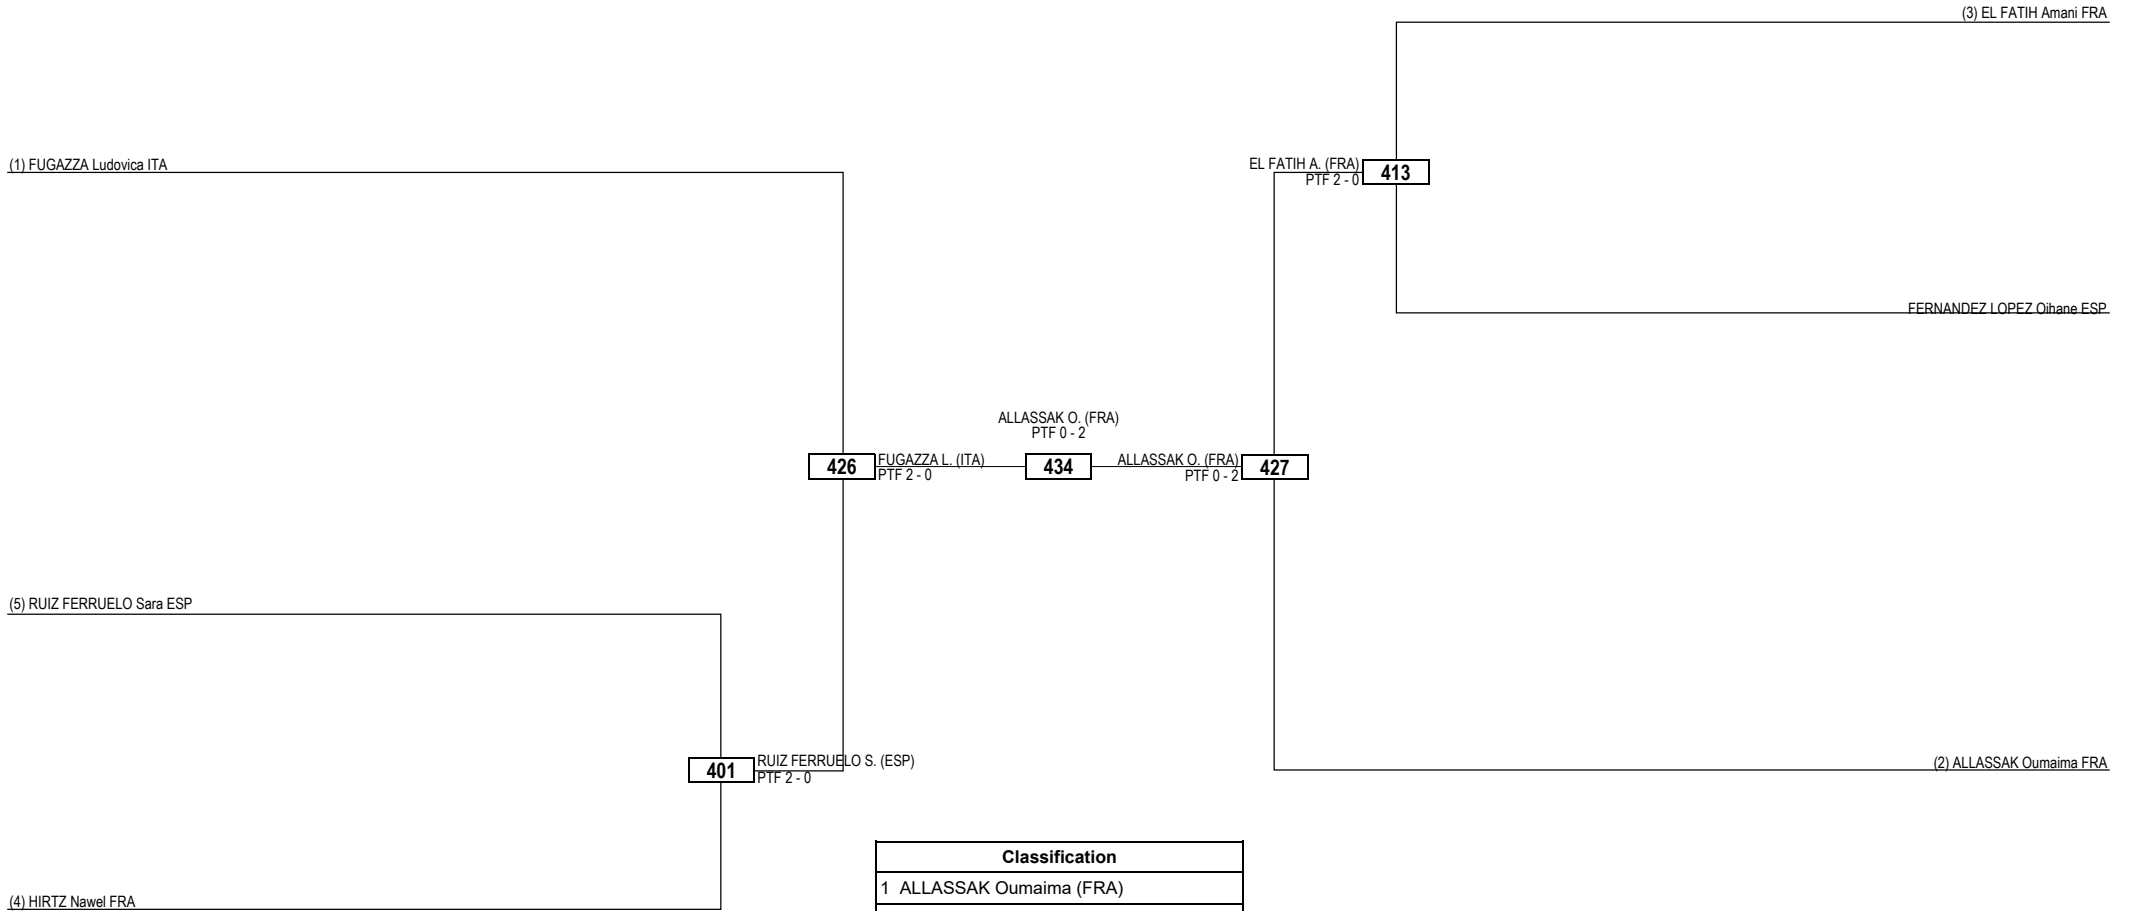 (3) EL FATIH Amani FRA
(1) FUGAZZA Ludovica ITA
EL FATIH A. (FRA)
PTF 2 - 0
413
FERNANDEZ LOPEZ Oihane ESP
ALLASSAK O. (FRA)
PTF 0 - 2
426
FUGAZZA L. (ITA)
PTF 2 - 0
434
ALLASSAK O. (FRA)
PTF 0 - 2
427
(5) RUIZ FERRUELO Sara ESP
401
RUIZ FERRUELO S. (ESP)
PTF 2 - 0
(2) ALLASSAK Oumaima FRA
Classification
1 ALLASSAK Oumaima (FRA)
(4) HIRTZ Nawel FRA